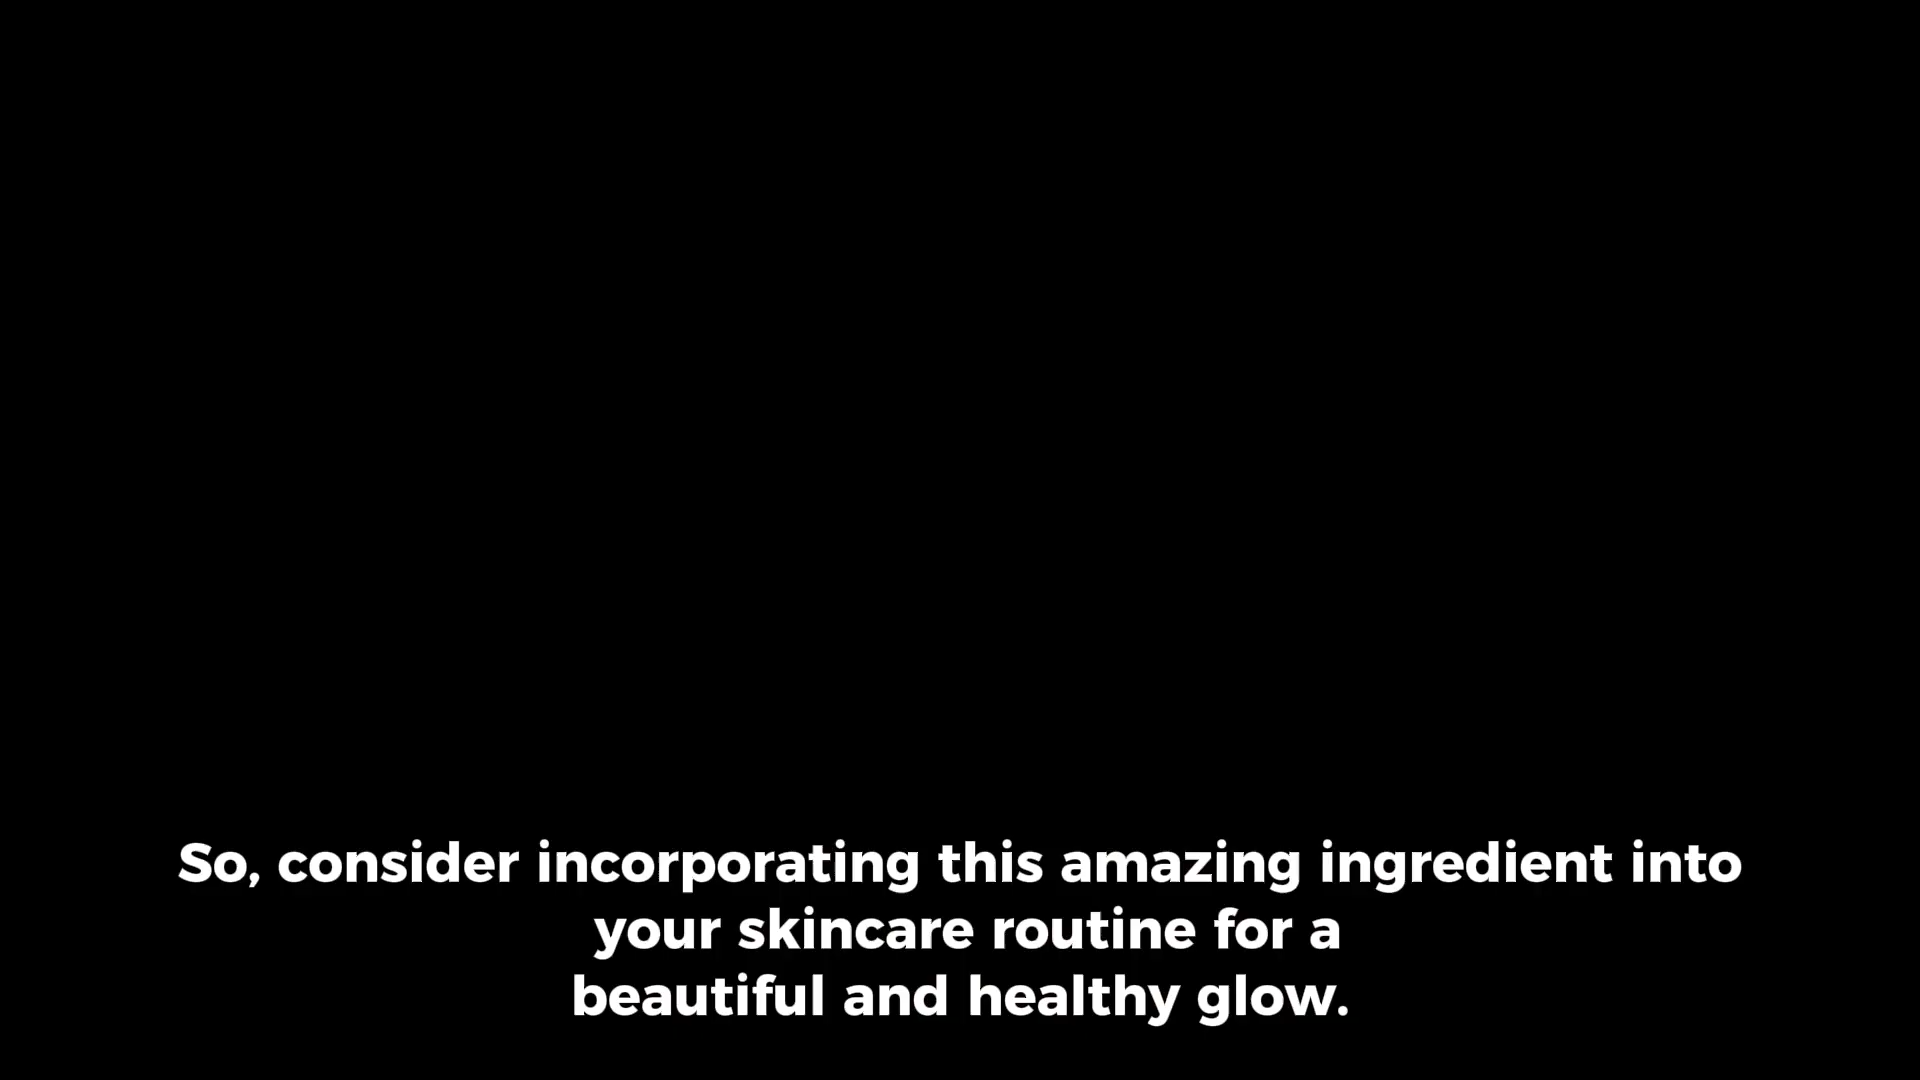 So, consider incorporating this amazing ingredient into
your skincare routine for a
beautiful and healthy glow.